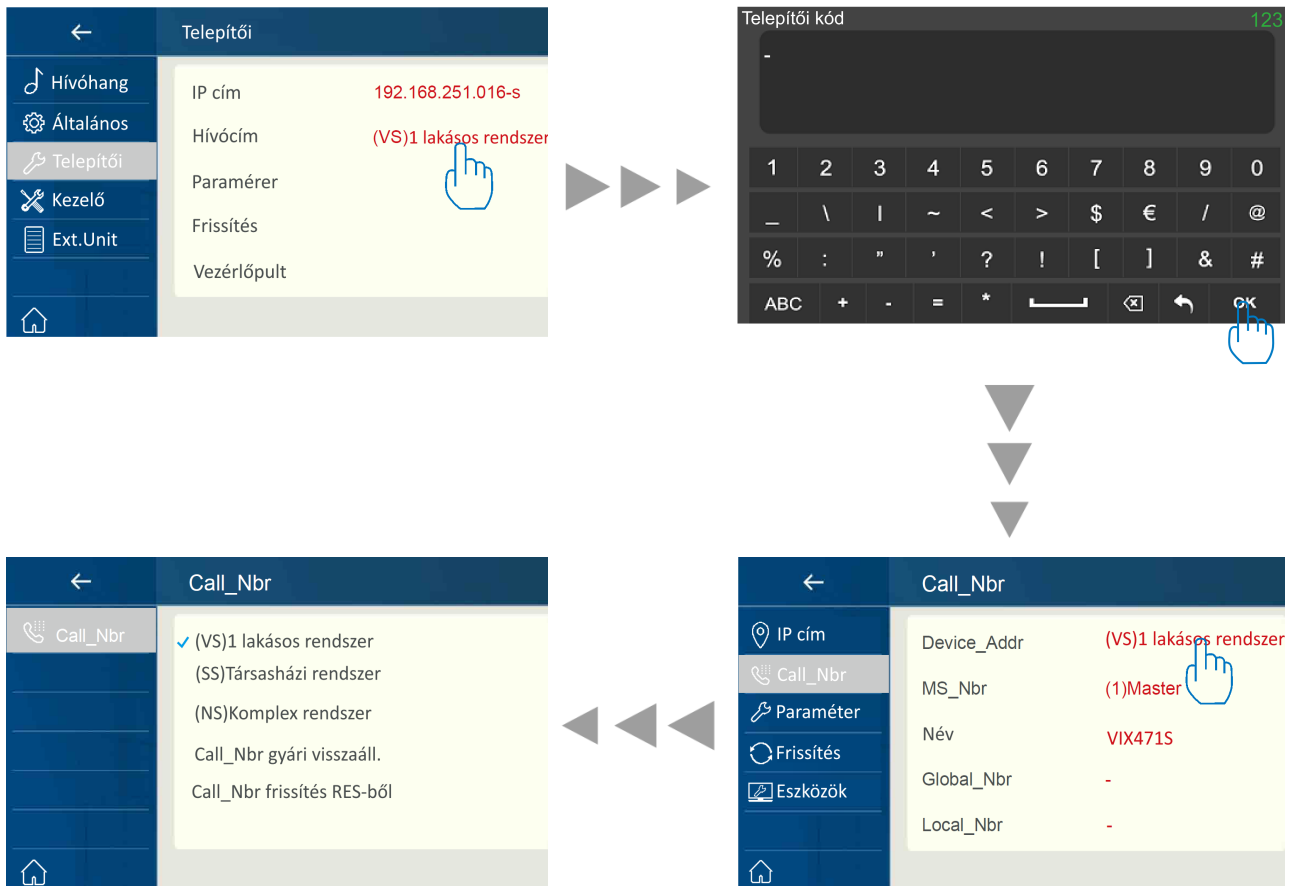 Telepítői
Hívóhang
Általános
Telepítői
Kezelő
Ext.Unit
IP cím 192.168.251.016-s
Hívócím (VS)1 lakásos rendszer
Paramérer
Frissítés
Vezérlőpult
Telepítői kód 123
-
1 2 3 4 5 6 7 8 9 0
_ \ | ~ < > $ € / @
% : " ' ? ! [ ] & #
ABC + - = * OK
Call_Nbr
IP cím
Call_Nbr
Paraméter
Frissítés
Eszközök
Device_Addr (VS)1 lakásos rendszer
MS_Nbr (1)Master
Név VIX471S
Global_Nbr -
Local_Nbr -
Call_Nbr
Call_Nbr
(VS)1 lakásos rendszer
(SS)Társasházi rendszer
(NS)Komplex rendszer
Call_Nbr gyári visszaáll.
Call_Nbr frissítés RES-ből